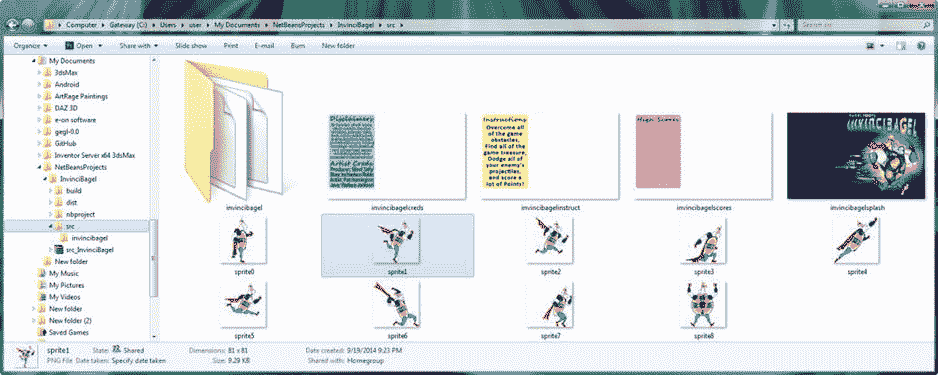 Computer ▸ Gateway (C:) ▸ Users ▸ user ▸ My Documents ▸ NetBeansProjects ▸ InvinciBagel ▸ src ▸
Organize Open Share with Slide show Print E-mail Burn New folder
My Documents
3dsMax
Android
ArtRage Paintings
DAZ 3D
e-on software
gegl-0.0
GitHub
Inventor Server x64 3dsMax
NetBeansProjects
InvinciBagel
build
dist
nbproject
src
invincibagel
src_InvinciBagel
New folder
My Music
My Pictures
My Videos
New folder
New folder (2)
Saved Games
Instructions
Overcome all
of the game
obstacles,
Find all of the
game treasure,
Dodge all of
your enemy's
projectiles,
and score a
lot of Points!
High Scores
INVINCIBAGEL
invincibagel invincibagelcreds invincibagelinstruct invincibagelscores invincibagelsplash
sprite0 sprite1 sprite2 sprite3 sprite4
sprite5 sprite6 sprite7 sprite8
sprite1 State: Shared Dimensions: 81 x 81 Date created: 9/19/2014 9:23 PM
PNG File Date taken: Specify date taken Size: 9.29 KB Shared with: Homegroup